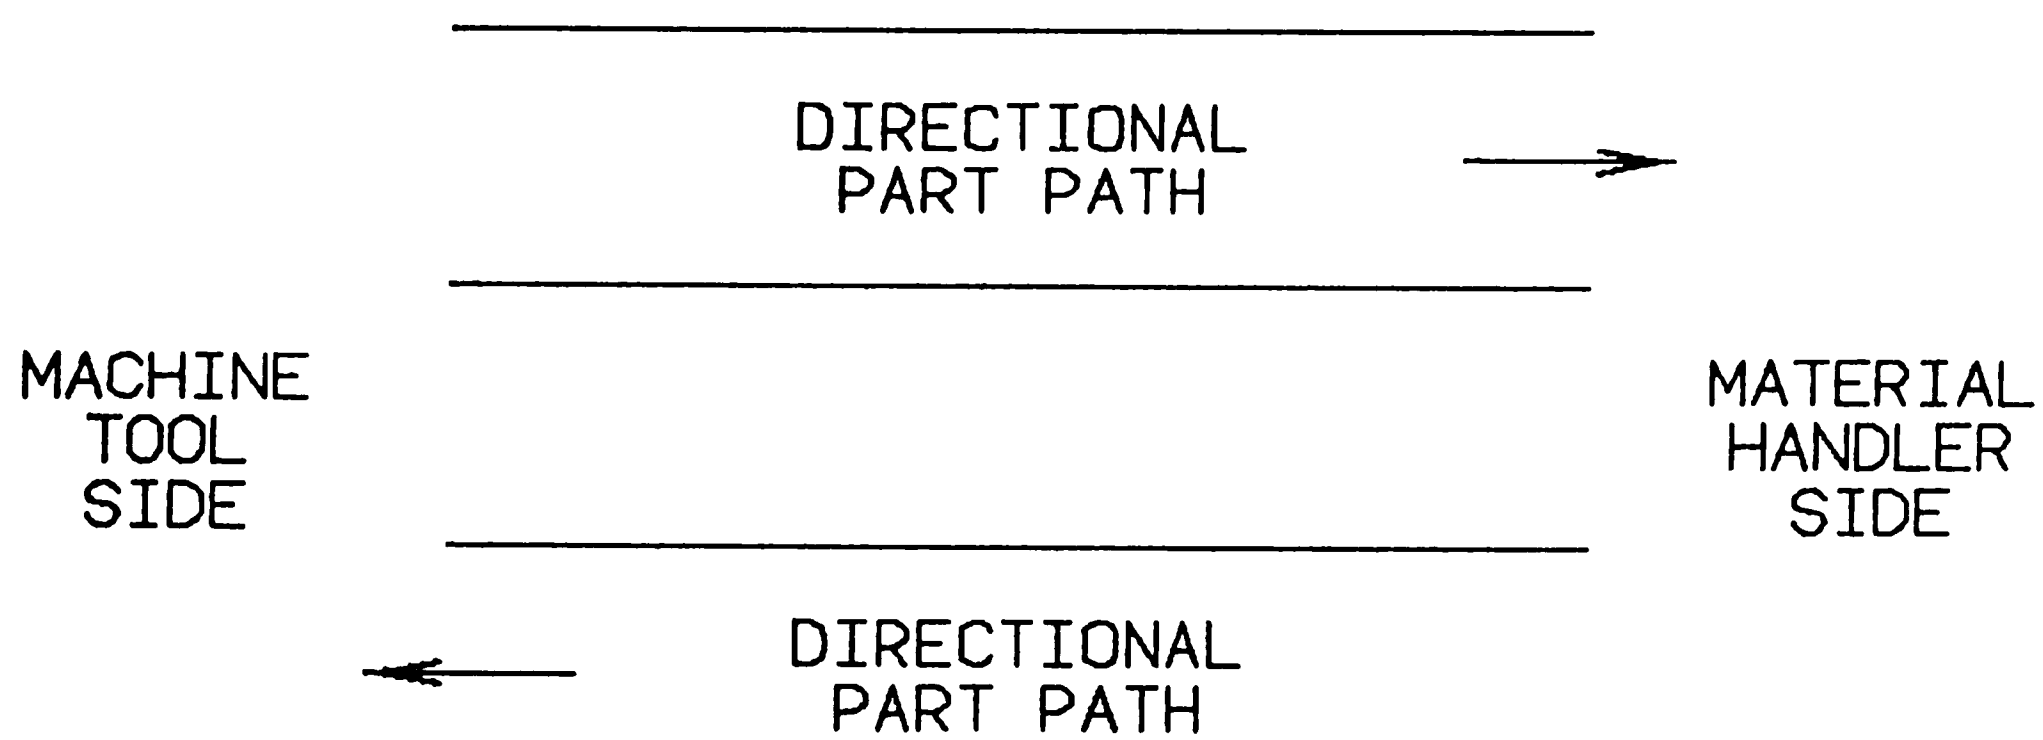 DIRECTIONAL
PART PATH
MACHINE
TOOL
SIDE
MATERIAL
HANDLER
SIDE
DIRECTIONAL
PART PATH